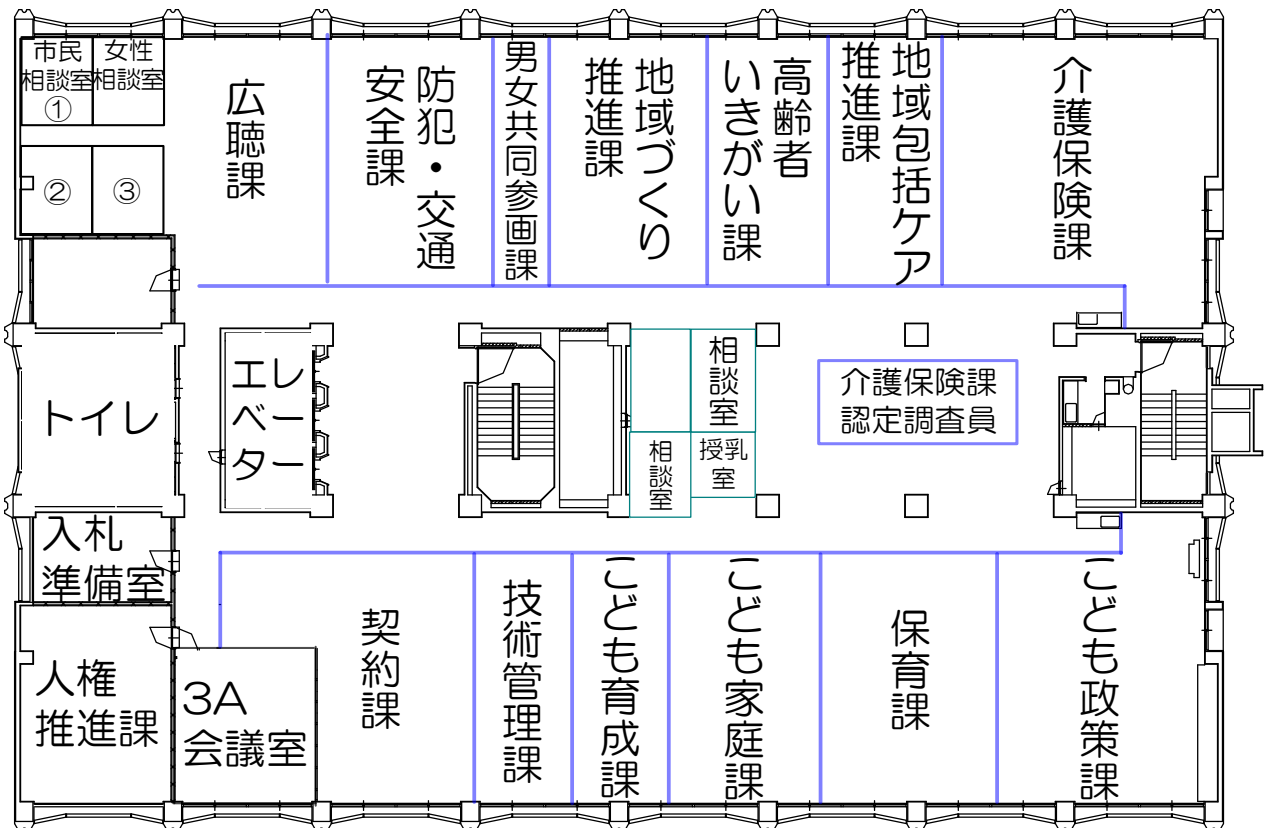 市民
相談室
①
女性
相談室
②
③
広聴課
防犯・交通
安全課
男女共同参画課
地域づくり
推進課
高齢者
いきがい課
地域包括ケア
推進課
介護保険課
トイレ
エレ
ベー
ター
相談室
相談室
授乳
室
介護保険課
認定調査員
入札
準備室
人権
推進課
3A
会議室
契約課
技術管理課
こども育成課
こども家庭課
保育課
こども政策課